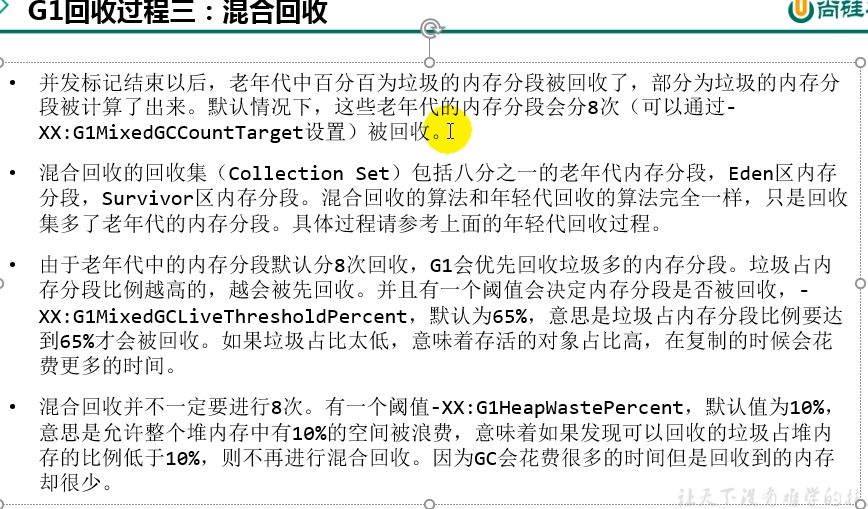 G1回收过程三：混合回收
尚硅
• 并发标记结束以后，老年代中百分百为垃圾的内存分段被回收了，部分为垃圾的内存分
段被计算了出来。默认情况下，这些老年代的内存分段会分8次（可以通过-
XX:G1MixedGCCountTarget设置）被回收。
• 混合回收的回收集（Collection Set）包括八分之一的老年代内存分段，Eden区内存
分段，Survivor区内存分段。混合回收的算法和年轻代回收的算法完全一样，只是回收
集多了老年代的内存分段。具体过程请参考上面的年轻代回收过程。
• 由于老年代中的内存分段默认分8次回收，G1会优先回收垃圾多的内存分段。垃圾占内
存分段比例越高的，越会被先回收。并且有一个阈值会决定内存分段是否被回收，-
XX:G1MixedGCLiveThresholdPercent，默认为65%，意思是垃圾占内存分段比例要达
到65%才会被回收。如果垃圾占比太低，意味着存活的对象占比高，在复制的时候会花
费更多的时间。
• 混合回收并不一定要进行8次。有一个阈值-XX:G1HeapWastePercent，默认值为10%，
意思是允许整个堆内存中有10%的空间被浪费，意味着如果发现可以回收的垃圾占堆内
存的比例低于10%，则不再进行混合回收。因为GC会花费很多的时间但是回收到的内存
却很少。
让天下没有难学的技